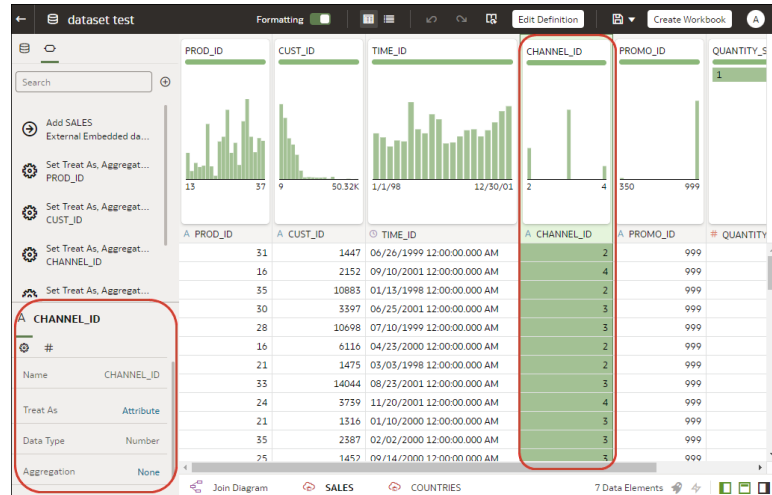 dataset test
Formatting
Edit Definition
Create Workbook
A
Search
Add SALES
External Embedded da...
Set Treat As, Aggregat...
PROD_ID
Set Treat As, Aggregat...
CUST_ID
Set Treat As, Aggregat...
CHANNEL_ID
Set Treat As, Aggregat...
A CHANNEL_ID
#
Name CHANNEL_ID
Treat As Attribute
Data Type Number
Aggregation None
PROD_ID CUST_ID TIME_ID CHANNEL_ID PROMO_ID QUANTITY_S
1
13 37 9 50.32K 1/1/98 12/30/01 2 4 350 999
A PROD_ID A CUST_ID TIME_ID A CHANNEL_ID A PROMO_ID # QUANTITY
31 1447 06/26/1999 12:00:00.000 AM 2 999
16 2152 09/10/2001 12:00:00.000 AM 4 999
35 10883 01/13/1998 12:00:00.000 AM 2 999
30 3397 06/25/2001 12:00:00.000 AM 3 999
28 10698 07/10/1999 12:00:00.000 AM 3 999
16 6116 04/23/2000 12:00:00.000 AM 2 999
21 1475 03/03/1998 12:00:00.000 AM 2 999
33 14044 08/23/2001 12:00:00.000 AM 3 999
24 3739 11/20/2001 12:00:00.000 AM 4 999
21 1316 01/10/2000 12:00:00.000 AM 3 999
35 2387 02/02/2000 12:00:00.000 AM 3 999
25 1452 09/14/2000 12:00:00.000 AM 3 999
Join Diagram SALES COUNTRIES 7 Data Elements